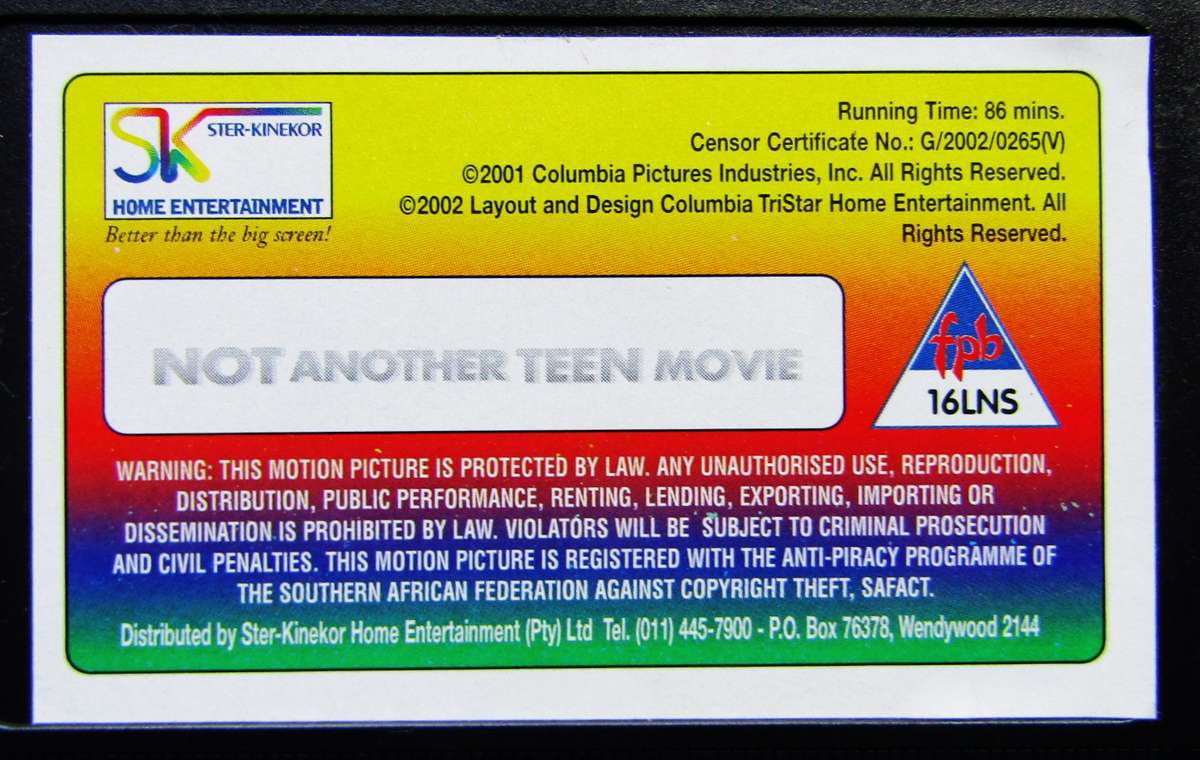 SK STER-KINEKOR
HOME ENTERTAINMENT
Better than the big screen!
Running Time: 86 mins.
Censor Certificate No.: G/2002/0265(V)
©2001 Columbia Pictures Industries, Inc. All Rights Reserved.
©2002 Layout and Design Columbia TriStar Home Entertainment. All
Rights Reserved.
NOT ANOTHER TEEN MOVIE
fpb
16LNS
WARNING: THIS MOTION PICTURE IS PROTECTED BY LAW. ANY UNAUTHORISED USE, REPRODUCTION,
DISTRIBUTION, PUBLIC PERFORMANCE, RENTING, LENDING, EXPORTING, IMPORTING OR
DISSEMINATION IS PROHIBITED BY LAW. VIOLATORS WILL BE SUBJECT TO CRIMINAL PROSECUTION
AND CIVIL PENALTIES. THIS MOTION PICTURE IS REGISTERED WITH THE ANTI-PIRACY PROGRAMME OF
THE SOUTHERN AFRICAN FEDERATION AGAINST COPYRIGHT THEFT, SAFACT.
Distributed by Ster-Kinekor Home Entertainment (Pty) Ltd Tel. (011) 445-7900 - P.O. Box 76378, Wendywood 2144